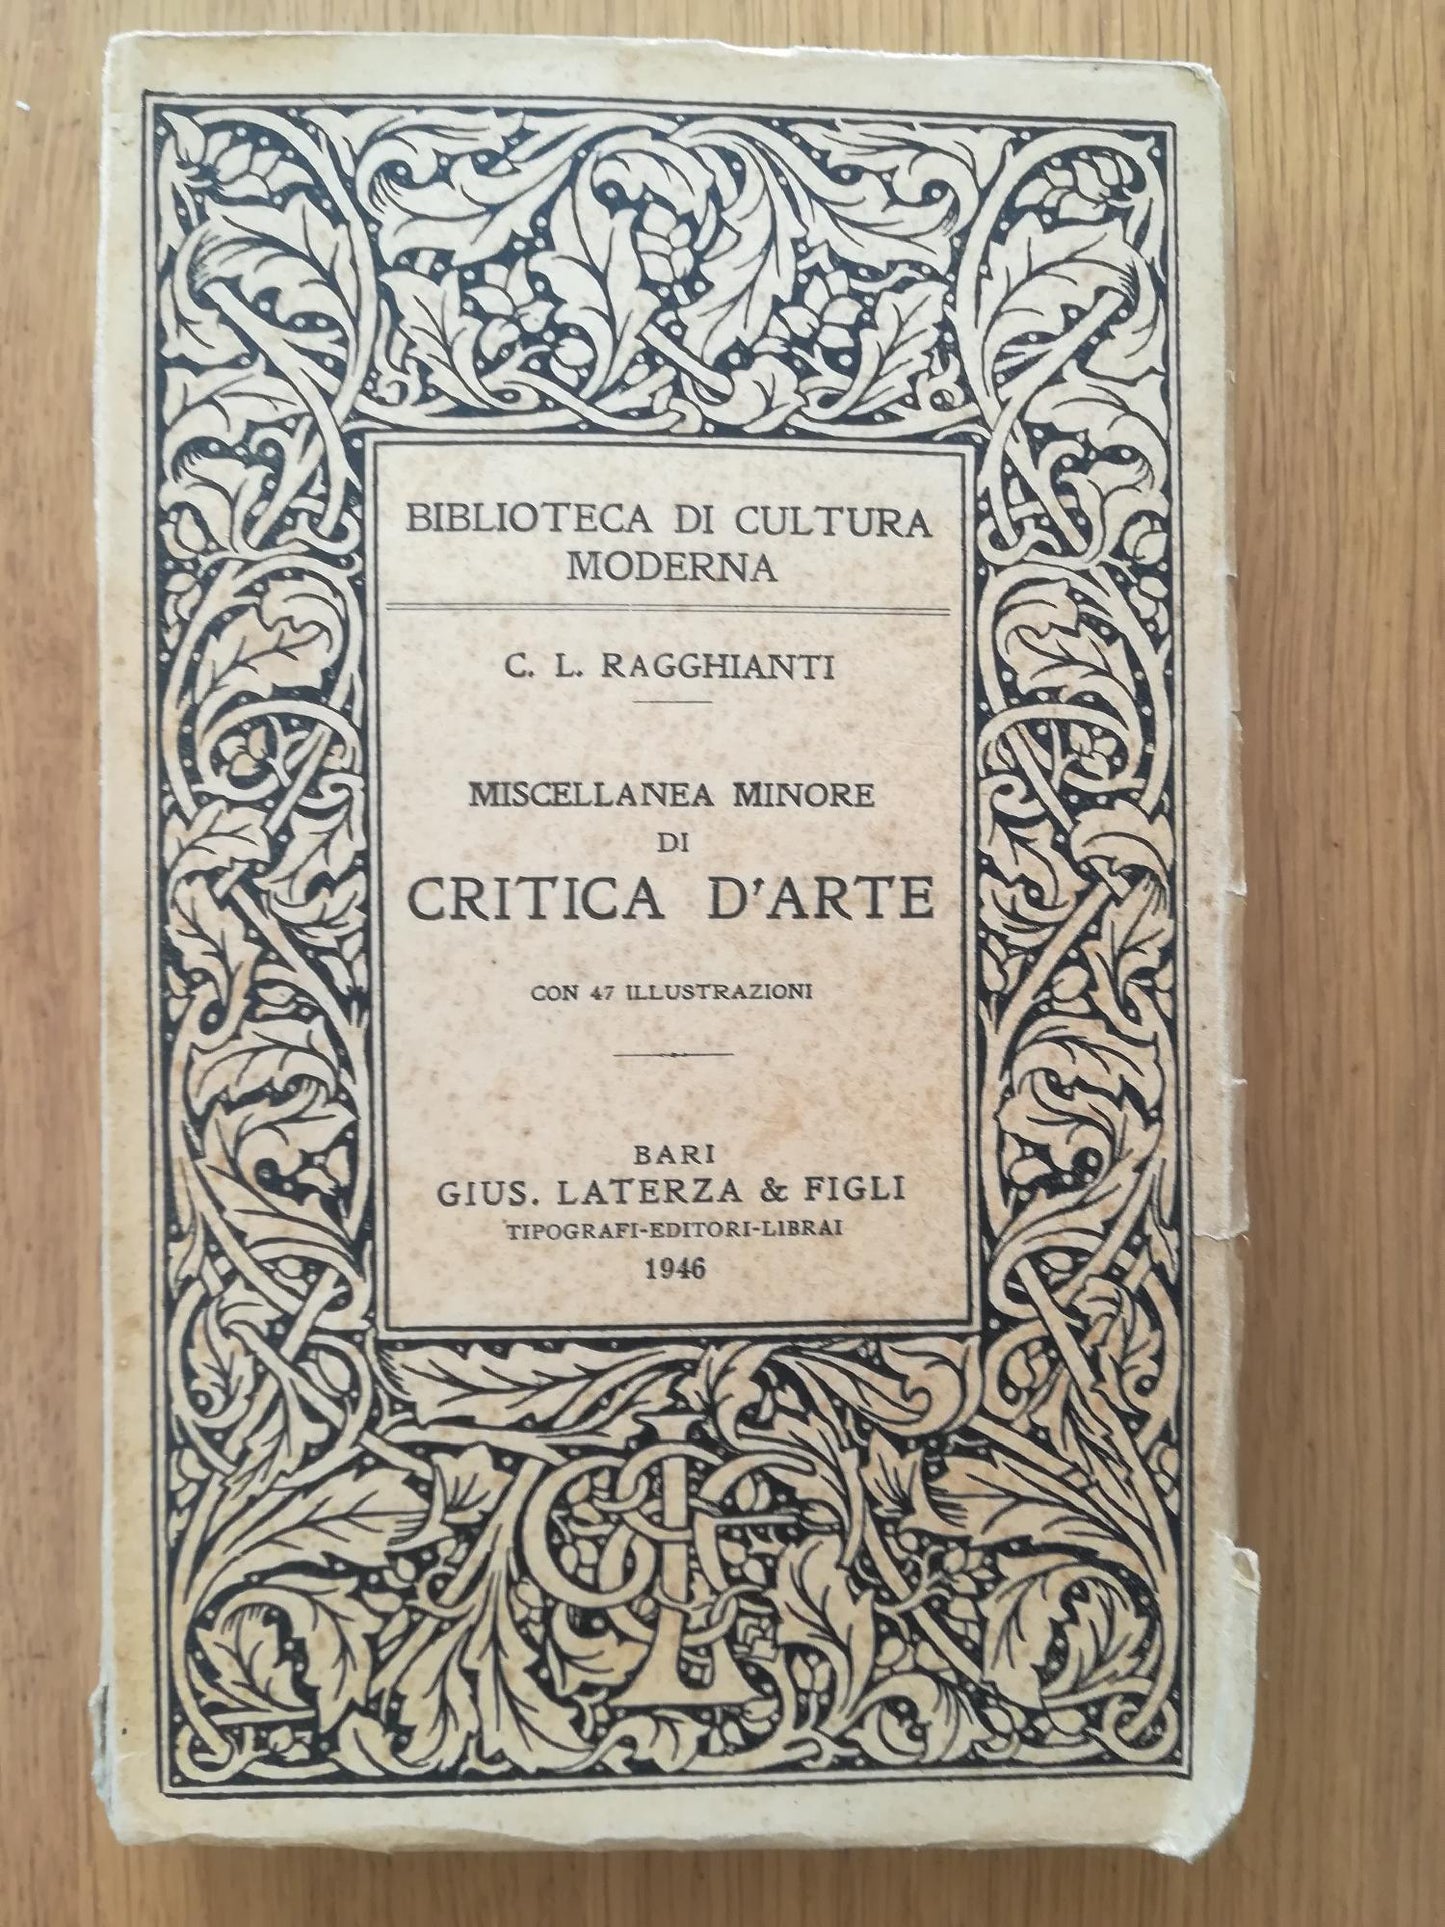 BIBLIOTECA DI CULTURA
MODERNA
C. L. RAGGHIANTI
MISCELLANEA MINORE
DI
CRITICA D'ARTE
CON 47 ILLUSTRAZIONI
BARI
GIUS. LATERZA & FIGLI
TIPOGRAFI-EDITORI-LIBRAI
1946